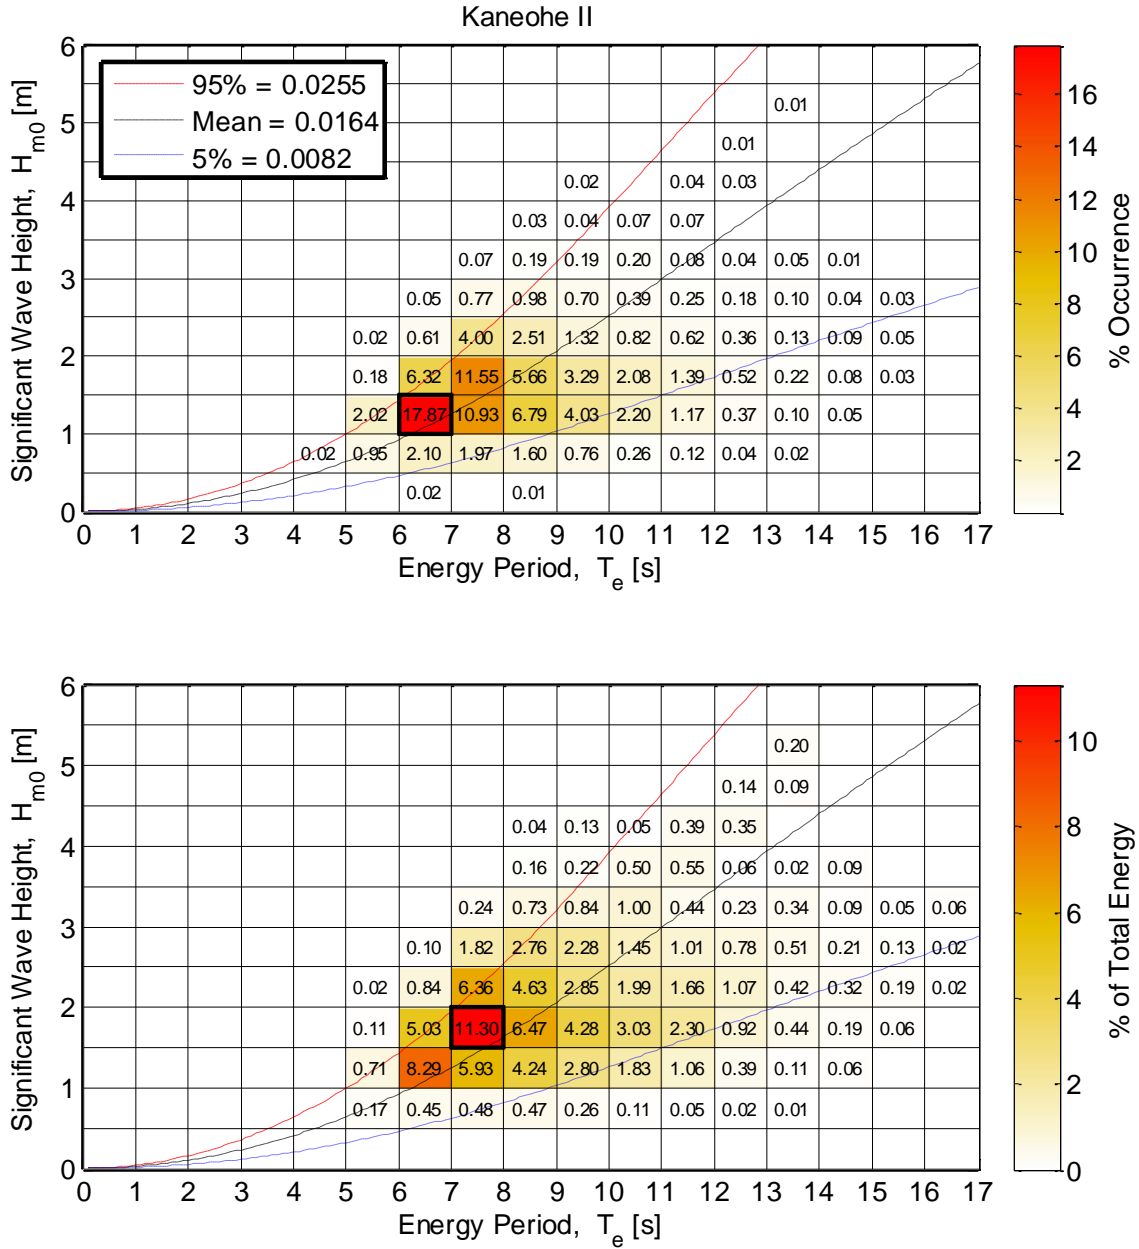 Kaneohe II
6
5
4
3
2
1
0
Significant Wave Height, H_m0 [m]
95% = 0.0255
Mean = 0.0164
5% = 0.0082
0.01
0.01
0.02 0.04 0.03
0.03 0.04 0.07 0.07
0.07 0.19 0.19 0.20 0.08 0.04 0.05 0.01
0.05 0.77 0.98 0.70 0.39 0.25 0.18 0.10 0.04 0.03
0.02 0.61 4.00 2.51 1.32 0.82 0.62 0.36 0.13 0.09 0.05
0.18 6.32 11.55 5.66 3.29 2.08 1.39 0.52 0.22 0.08 0.03
2.02 17.87 10.93 6.79 4.03 2.20 1.17 0.37 0.10 0.05
0.02 0.95 2.10 1.97 1.60 0.76 0.26 0.12 0.04 0.02
0.02 0.01
0 1 2 3 4 5 6 7 8 9 10 11 12 13 14 15 16 17
Energy Period, T_e [s]
16
14
12
10
8
6
4
2
% Occurrence
6
5
4
3
2
1
0
Significant Wave Height, H_m0 [m]
0.20
0.14 0.09
0.04 0.13 0.05 0.39 0.35
0.16 0.22 0.50 0.55 0.06 0.02 0.09
0.24 0.73 0.84 1.00 0.44 0.23 0.34 0.09 0.05 0.06
0.10 1.82 2.76 2.28 1.45 1.01 0.78 0.51 0.21 0.13 0.02
0.02 0.84 6.36 4.63 2.85 1.99 1.66 1.07 0.42 0.32 0.19 0.02
0.11 5.03 11.30 6.47 4.28 3.03 2.30 0.92 0.44 0.19 0.06
0.71 8.29 5.93 4.24 2.80 1.83 1.06 0.39 0.11 0.06
0.17 0.45 0.48 0.47 0.26 0.11 0.05 0.02 0.01
0 1 2 3 4 5 6 7 8 9 10 11 12 13 14 15 16 17
Energy Period, T_e [s]
10
8
6
4
2
0
% of Total Energy